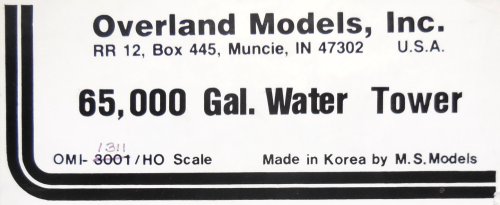 Overland Models, Inc.
RR 12, Box 445, Muncie, IN 47302 U.S.A.
65,000 Gal. Water Tower
1311
OMI- 3001/HO Scale Made in Korea by M.S. Models